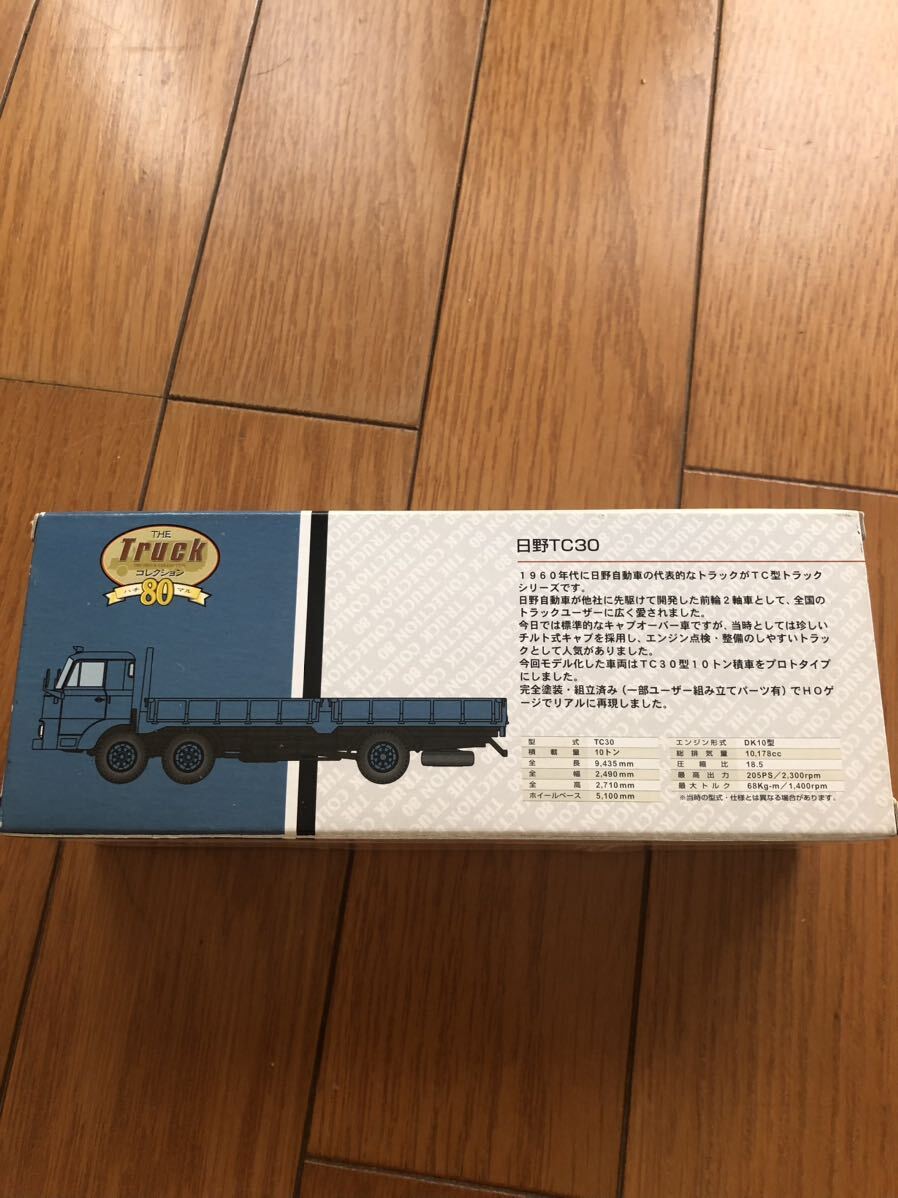 THE
Truck
コレクション
ハチ 80 マル
日野TC30
1960年代に日野自動車の代表的なトラックがTC型トラック
シリーズです。
日野自動車が他社に先駆けて開発した前輪2軸車として、全国の
トラックユーザーに広く愛されました。
今日では標準的なキャブオーバー車ですが、当時としては珍しい
チルト式キャブを採用し、エンジン点検・整備のしやすいトラッ
クとして人気がありました。
今回モデル化した車両はTC30型10トン積車をプロトタイプ
にしました。
完全塗装・組立済み(一部ユーザー組み立てパーツ有)でHOゲ
ージでリアルに再現しました。
型式 TC30
積載量 10トン
全長 9,435mm
全幅 2,490mm
全高 2,710mm
ホイールベース 5,100mm
エンジン形式 DK10型
総排気量 10,178cc
圧縮比 18.5
最高出力 205PS/2,300rpm
最大トルク 68Kg-m/1,400rpm
※当時の型式・仕様とは異なる場合があります。